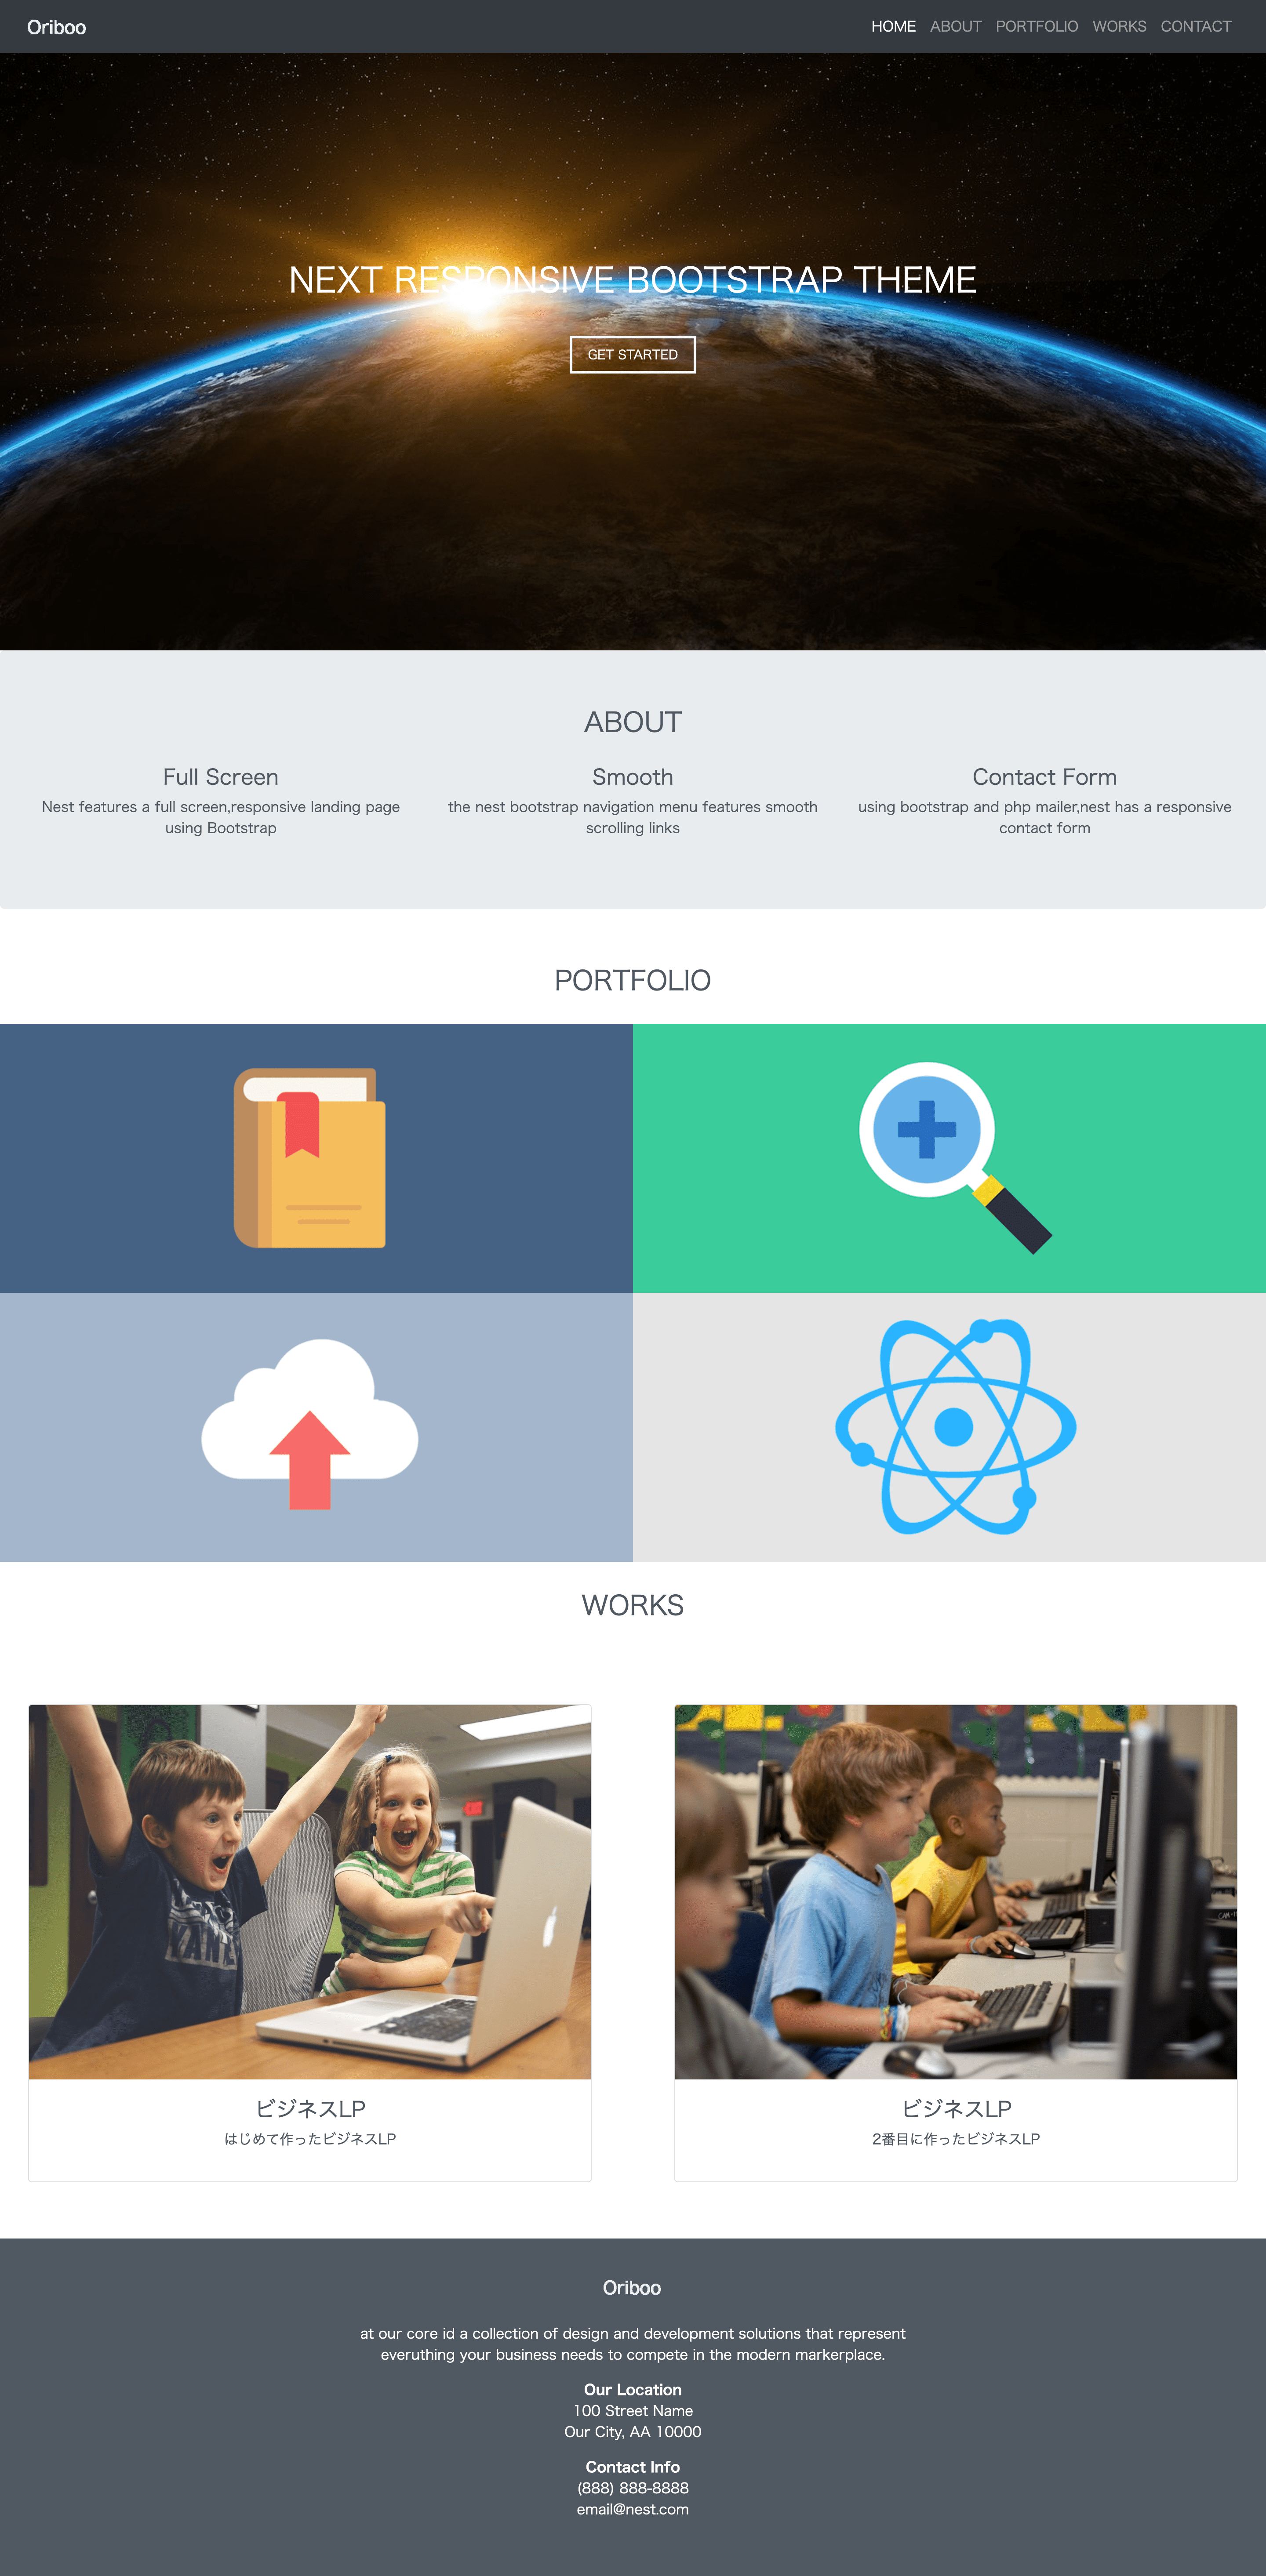 Oriboo
HOME ABOUT PORTFOLIO WORKS CONTACT
NEXT RESPONSIVE BOOTSTRAP THEME
GET STARTED
ABOUT
Full Screen
Nest features a full screen,responsive landing page
using Bootstrap
Smooth
the nest bootstrap navigation menu features smooth
scrolling links
Contact Form
using bootstrap and php mailer,nest has a responsive
contact form
PORTFOLIO
WORKS
ビジネスLP
はじめて作ったビジネスLP
ビジネスLP
2番目に作ったビジネスLP
Oriboo
at our core id a collection of design and development solutions that represent
everuthing your business needs to compete in the modern markerplace.
Our Location
100 Street Name
Our City, AA 10000
Contact Info
(888) 888-8888
email@nest.com